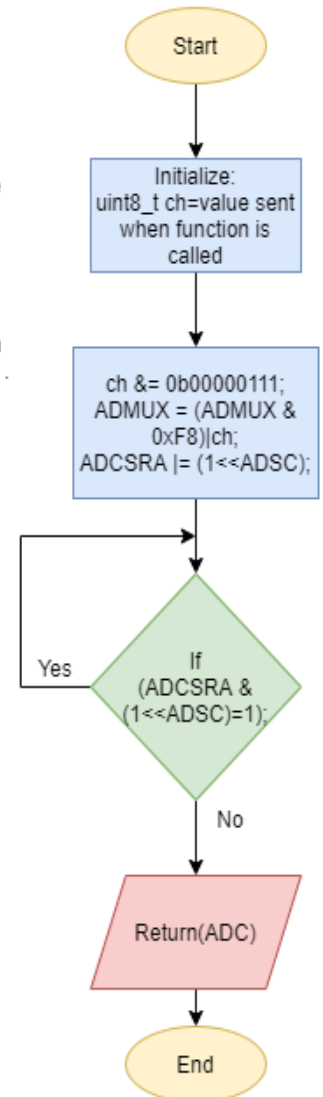 Start
Initialize:
uint8_t ch=value sent
when function is
called
ch &= 0b00000111;
ADMUX = (ADMUX &
0xF8)|ch;
ADCSRA |= (1<<ADSC);
Yes
If
(ADCSRA &
(1<<ADSC)=1);
No
Return(ADC)
End